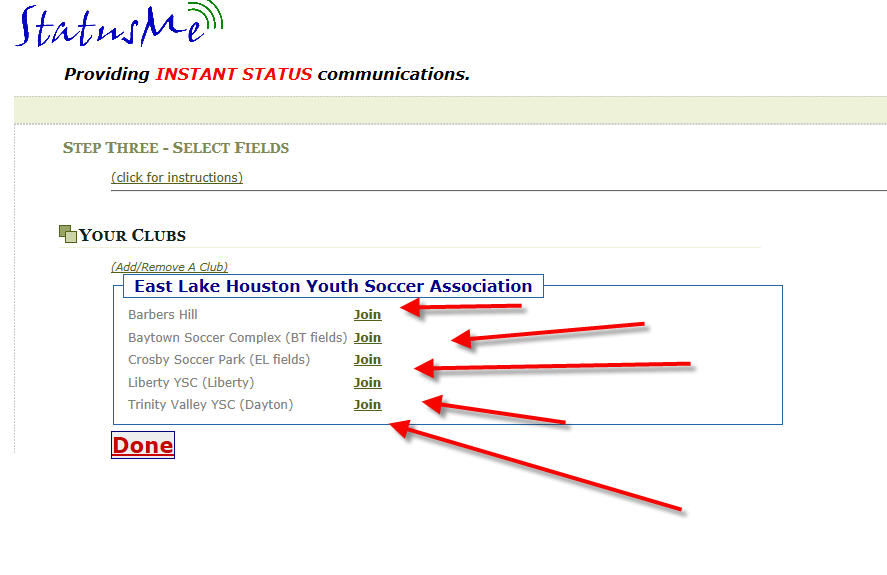 StatusMe
Providing INSTANT STATUS communications.
STEP THREE - SELECT FIELDS
(click for instructions)
YOUR CLUBS
(Add/Remove A Club)
East Lake Houston Youth Soccer Association
Barbers Hill Join
Baytown Soccer Complex (BT fields) Join
Crosby Soccer Park (EL fields) Join
Liberty YSC (Liberty) Join
Trinity Valley YSC (Dayton) Join
Done